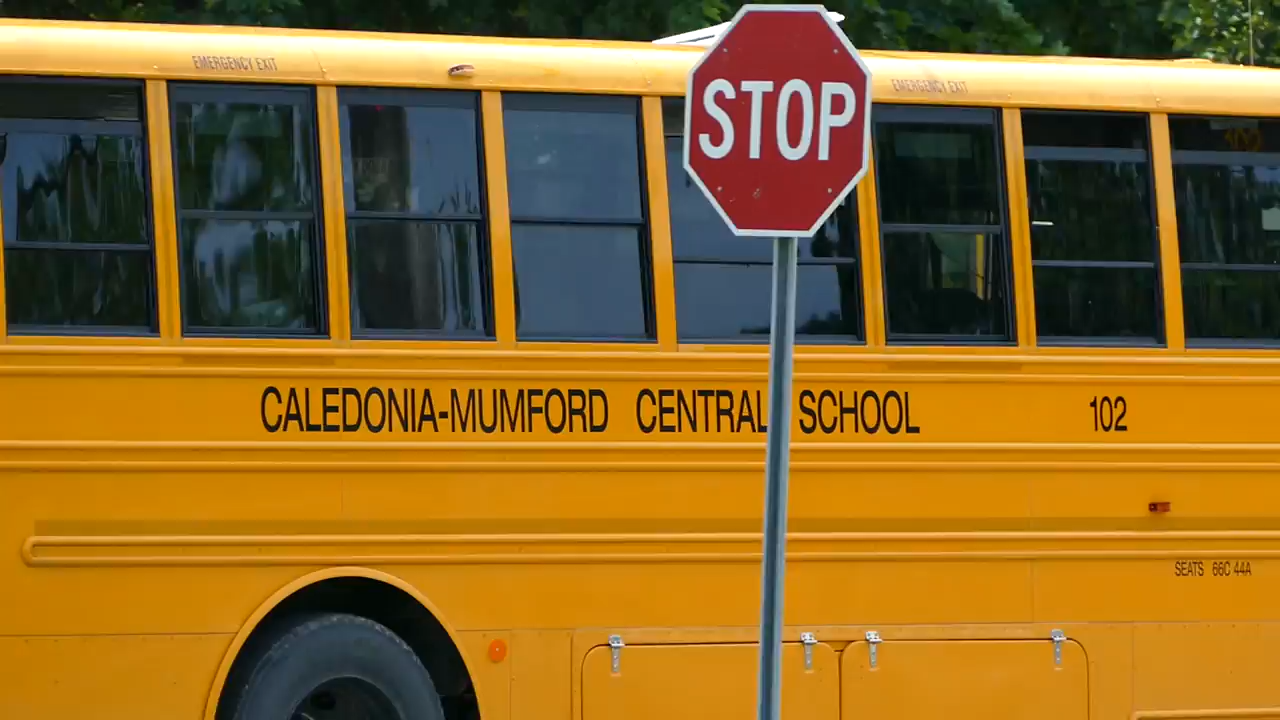 EMERGENCY EXIT
EMERGENCY EXIT
STOP
CALEDONIA-MUMFORD CENTRAL SCHOOL 102
SEATS 66C 44A